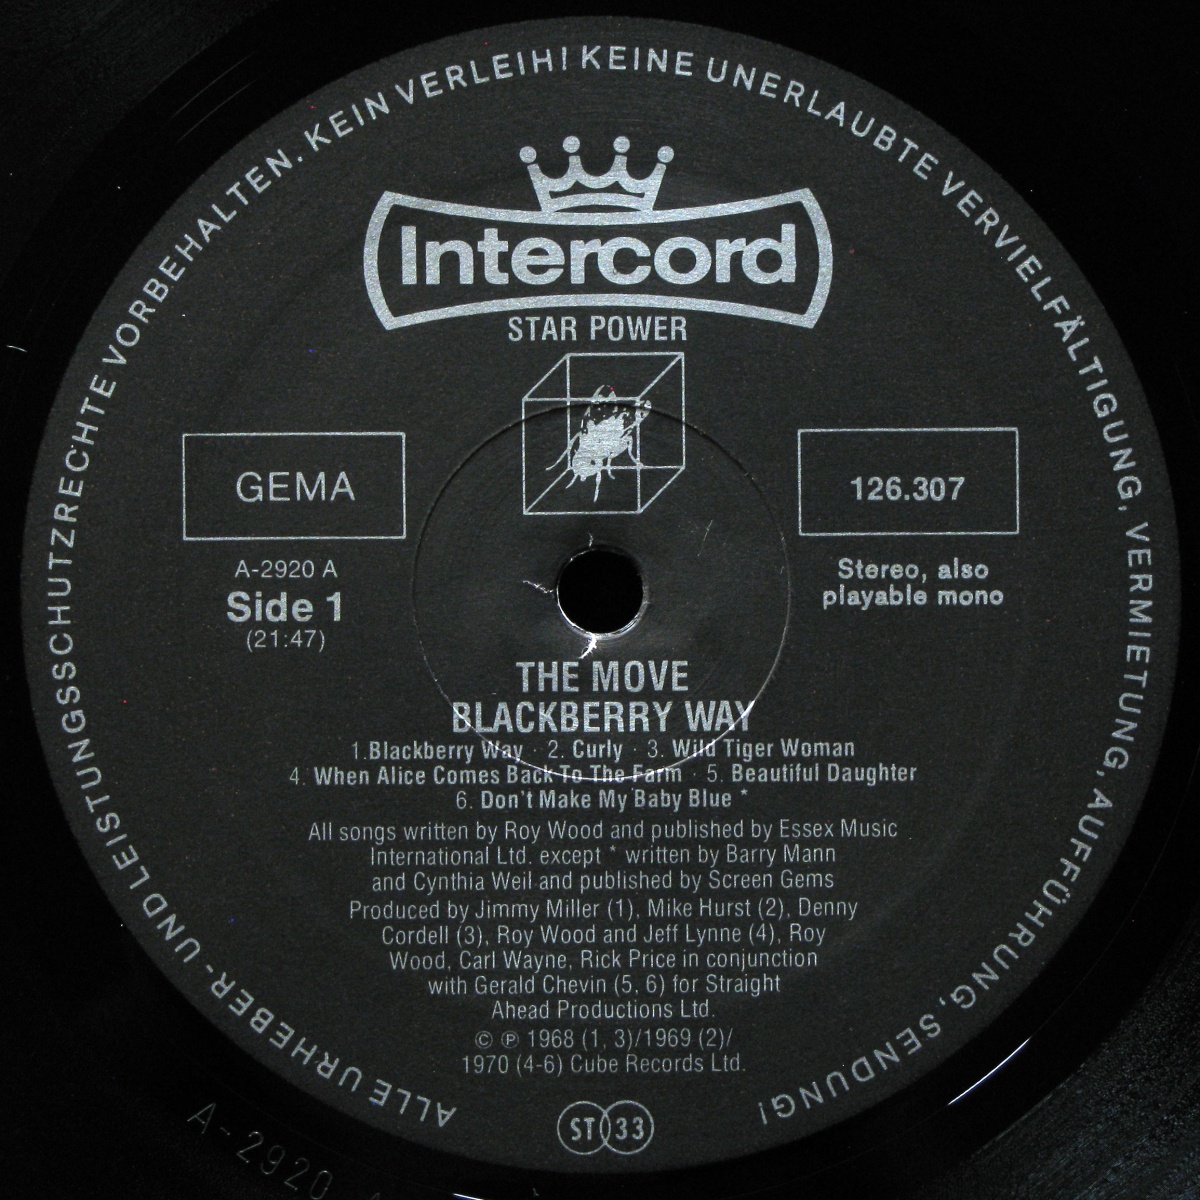 ALLE URHEBER- UND LEISTUNGSSCHUTZRECHTE VORBEHALTEN. KEIN VERLEIH! KEINE UNERLAUBTE VERVIELFÄLTIGUNG, VERMIETUNG, AUFFÜHRUNG, SENDUNG!
Intercord
STAR POWER
GEMA
126.307
A-2920 A
Side 1
(21:47)
Stereo, also
playable mono
THE MOVE
BLACKBERRY WAY
1.Blackberry Way · 2. Curly · 3. Wild Tiger Woman
4. When Alice Comes Back To The Farm · 5. Beautiful Daughter
6. Don't Make My Baby Blue *
All songs written by Roy Wood and published by Essex Music
International Ltd. except * written by Barry Mann
and Cynthia Weil and published by Screen Gems
Produced by Jimmy Miller (1), Mike Hurst (2), Denny
Cordell (3), Roy Wood and Jeff Lynne (4), Roy
Wood, Carl Wayne, Rick Price in conjunction
with Gerald Chevin (5, 6) for Straight
Ahead Productions Ltd.
© ℗ 1968 (1, 3)/1969 (2)/
1970 (4-6) Cube Records Ltd.
ST 33
A-2920